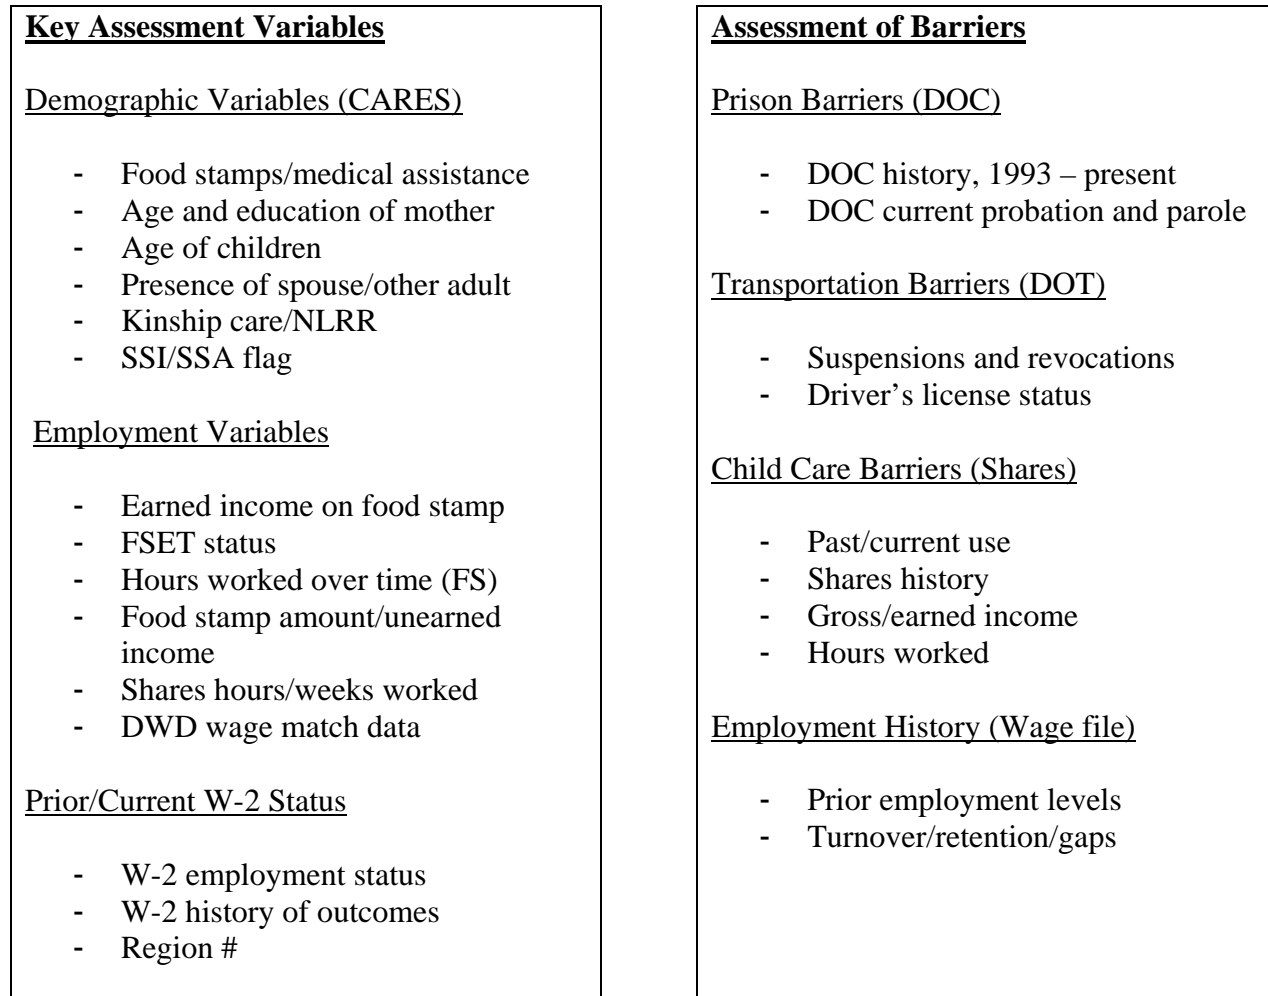 Key Assessment Variables
Demographic Variables (CARES)
- Food stamps/medical assistance
- Age and education of mother
- Age of children
- Presence of spouse/other adult
- Kinship care/NLRR
- SSI/SSA flag
Employment Variables
- Earned income on food stamp
- FSET status
- Hours worked over time (FS)
- Food stamp amount/unearned
income
- Shares hours/weeks worked
- DWD wage match data
Prior/Current W-2 Status
- W-2 employment status
- W-2 history of outcomes
- Region #
Assessment of Barriers
Prison Barriers (DOC)
- DOC history, 1993 – present
- DOC current probation and parole
Transportation Barriers (DOT)
- Suspensions and revocations
- Driver’s license status
Child Care Barriers (Shares)
- Past/current use
- Shares history
- Gross/earned income
- Hours worked
Employment History (Wage file)
- Prior employment levels
- Turnover/retention/gaps